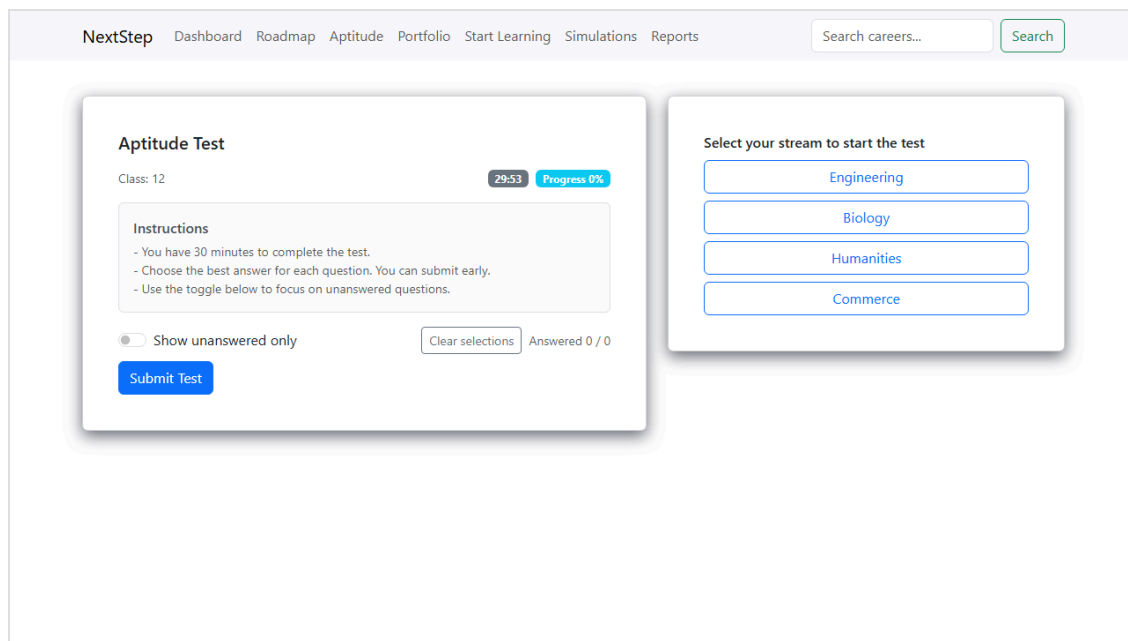 NextStep Dashboard Roadmap Aptitude Portfolio Start Learning Simulations Reports Search careers... Search
Aptitude Test
Class: 12 29:53 Progress 0%
Instructions
- You have 30 minutes to complete the test.
- Choose the best answer for each question. You can submit early.
- Use the toggle below to focus on unanswered questions.
Show unanswered only Clear selections Answered 0 / 0
Submit Test
Select your stream to start the test
Engineering
Biology
Humanities
Commerce